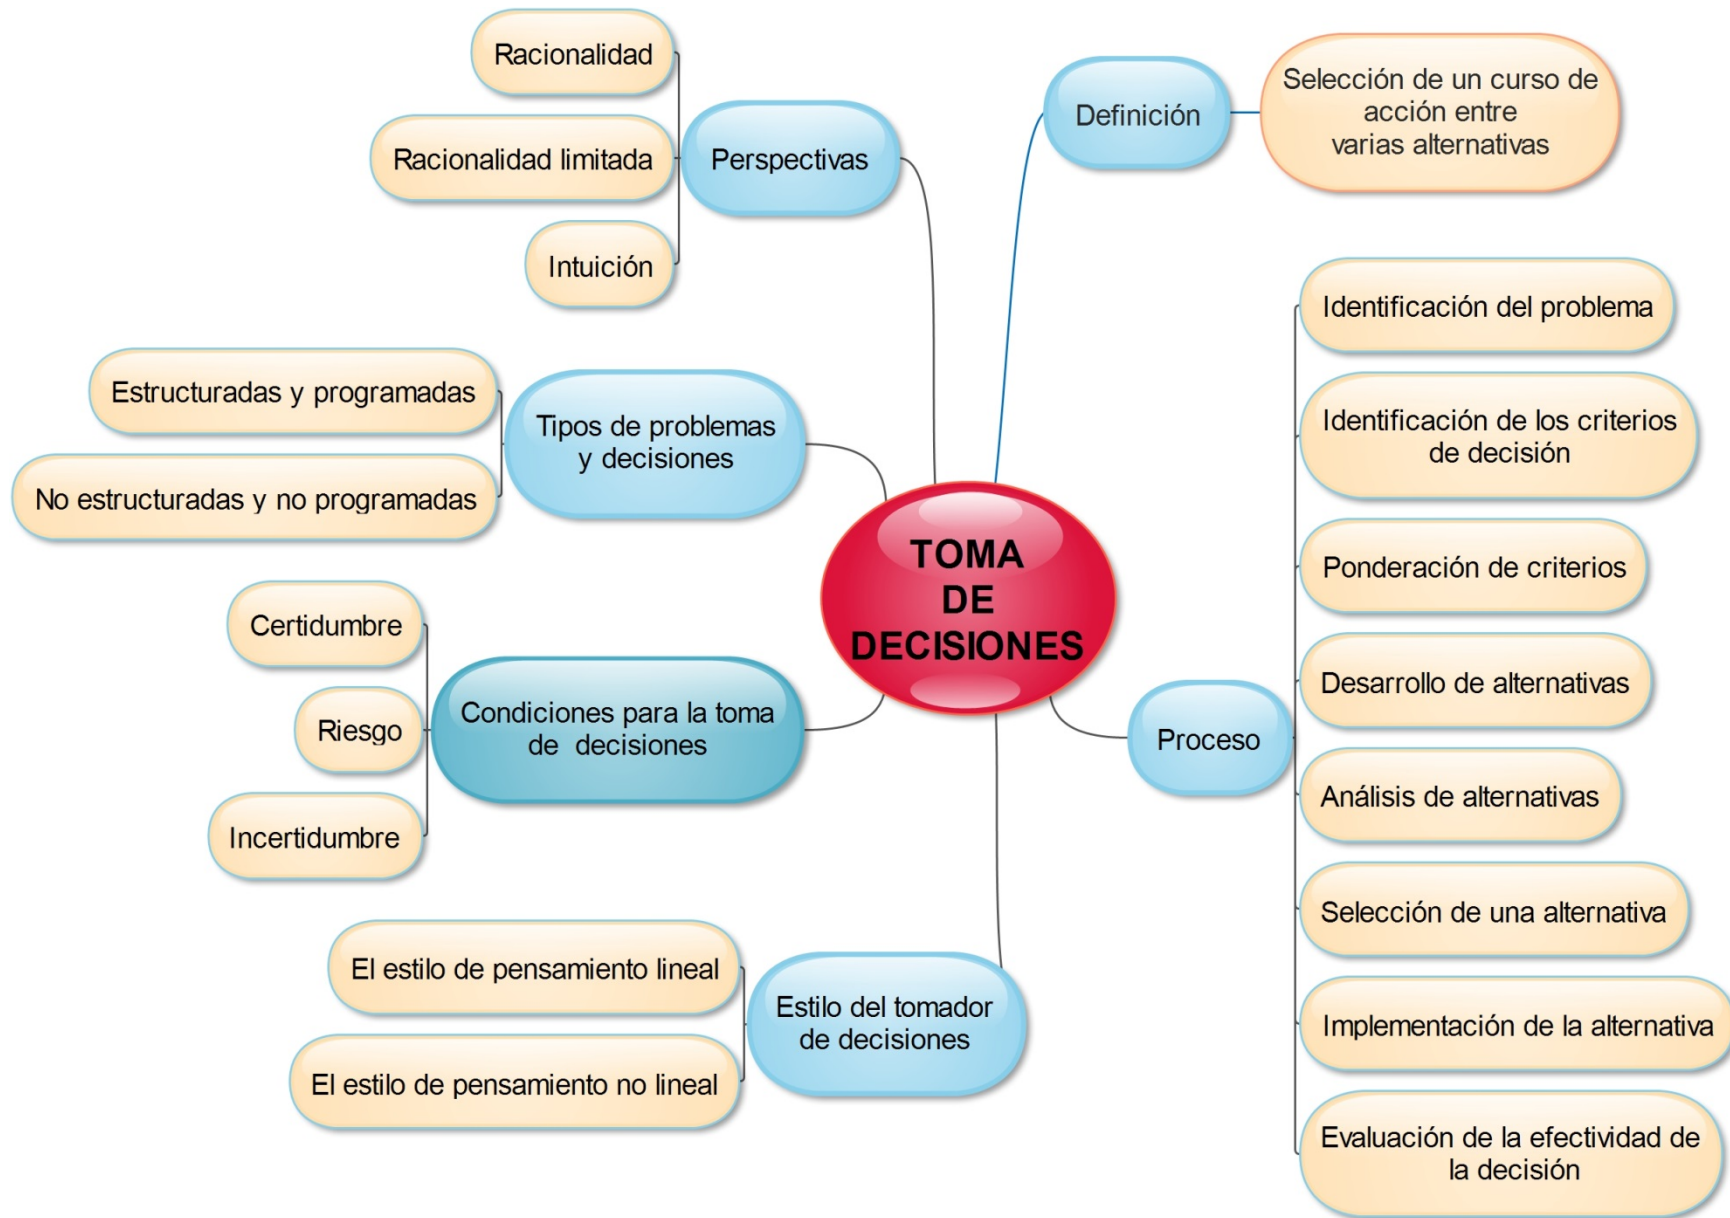 TOMA
DE
DECISIONES
Definición
Selección de un curso de
acción entre
varias alternativas
Proceso
Identificación del problema
Identificación de los criterios
de decisión
Ponderación de criterios
Desarrollo de alternativas
Análisis de alternativas
Selección de una alternativa
Implementación de la alternativa
Evaluación de la efectividad de
la decisión
Estilo del tomador
de decisiones
El estilo de pensamiento lineal
El estilo de pensamiento no lineal
Condiciones para la toma
de decisiones
Certidumbre
Riesgo
Incertidumbre
Tipos de problemas
y decisiones
Estructuradas y programadas
No estructuradas y no programadas
Perspectivas
Racionalidad
Racionalidad limitada
Intuición